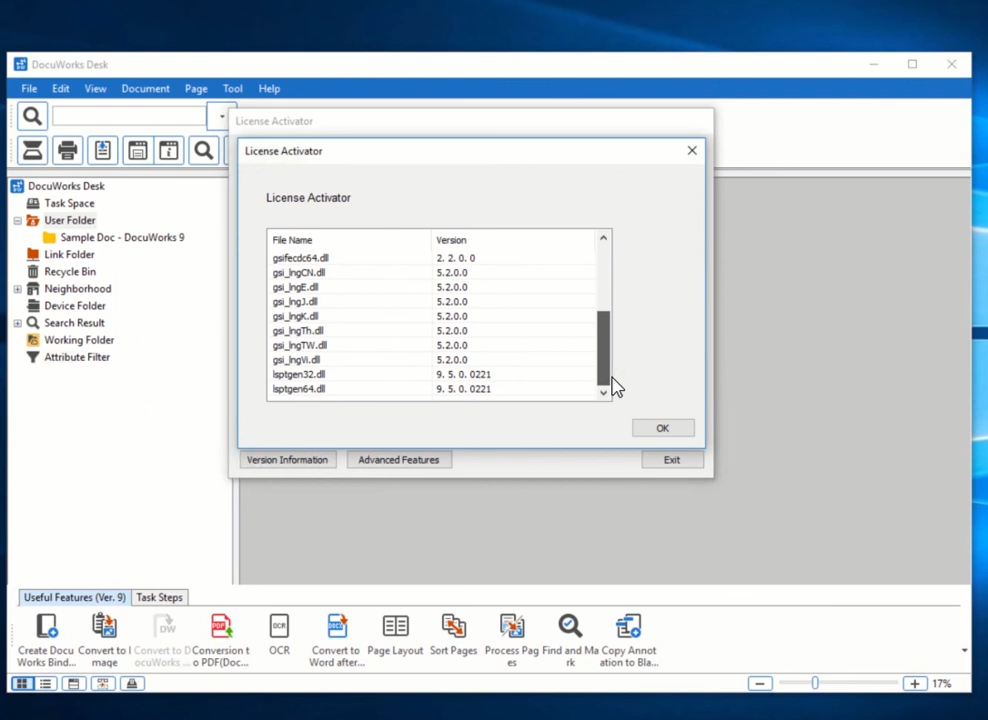 DocuWorks Desk
File Edit View Document Page Tool Help
License Activator
License Activator
License Activator
File Name Version
gsifecdc64.dll 2. 2. 0. 0
gsi_lngCN.dll 5.2.0.0
gsi_lngE.dll 5.2.0.0
gsi_lngJ.dll 5.2.0.0
gsi_lngK.dll 5.2.0.0
gsi_lngTh.dll 5.2.0.0
gsi_lngTW.dll 5.2.0.0
gsi_lngVi.dll 5.2.0.0
lsptgen32.dll 9. 5. 0. 0221
lsptgen64.dll 9. 5. 0. 0221
OK
Version Information Advanced Features Exit
DocuWorks Desk
Task Space
User Folder
Sample Doc - DocuWorks 9
Link Folder
Recycle Bin
Neighborhood
Device Folder
Search Result
Working Folder
Attribute Filter
Useful Features (Ver. 9) Task Steps
DW PDF OCR
Create Docu
Works Bind...
Convert to I
mage
Convert to D
ocuWorks ...
Conversion t
o PDF(Doc...
OCR
Convert to
Word after...
Page Layout
Sort Pages
Process Pag
es
Find and Ma
rk
Copy Annot
ation to Bla...
17%